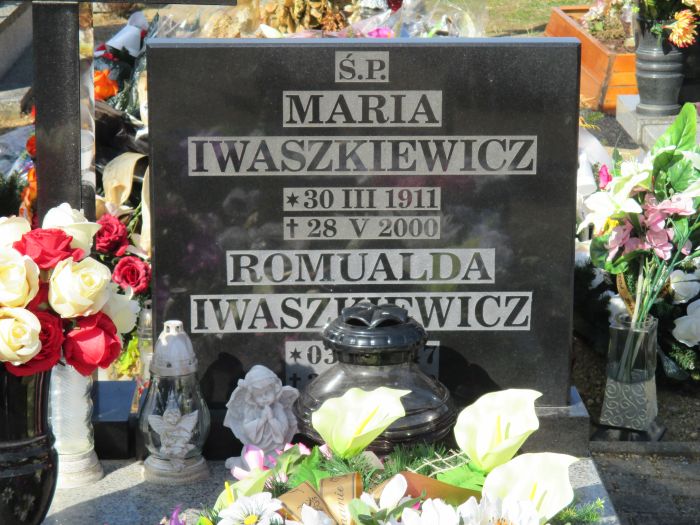 Ś.P.
MARIA
IWASZKIEWICZ
✶ 30 III 1911
† 28 V 2000
ROMUALDA
IWASZKIEWICZ